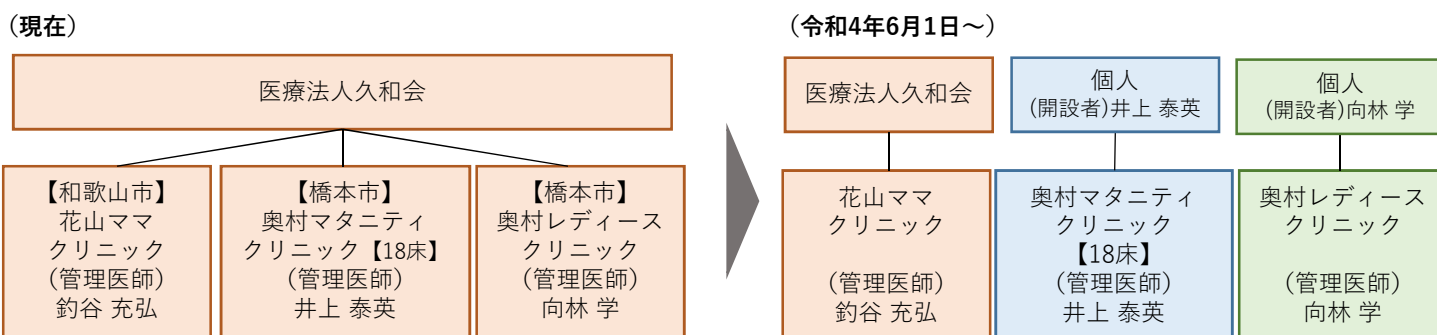 （現在）
医療法人久和会
【和歌山市】
花山ママ
クリニック
(管理医師)
釣谷 充弘
【橋本市】
奥村マタニティ
クリニック【18床】
(管理医師)
井上 泰英
【橋本市】
奥村レディース
クリニック
(管理医師)
向林 学
（令和4年6月1日～）
医療法人久和会
個人
(開設者)井上 泰英
個人
(開設者)向林 学
花山ママ
クリニック
(管理医師)
釣谷 充弘
奥村マタニティ
クリニック
【18床】
(管理医師)
井上 泰英
奥村レディース
クリニック
(管理医師)
向林 学